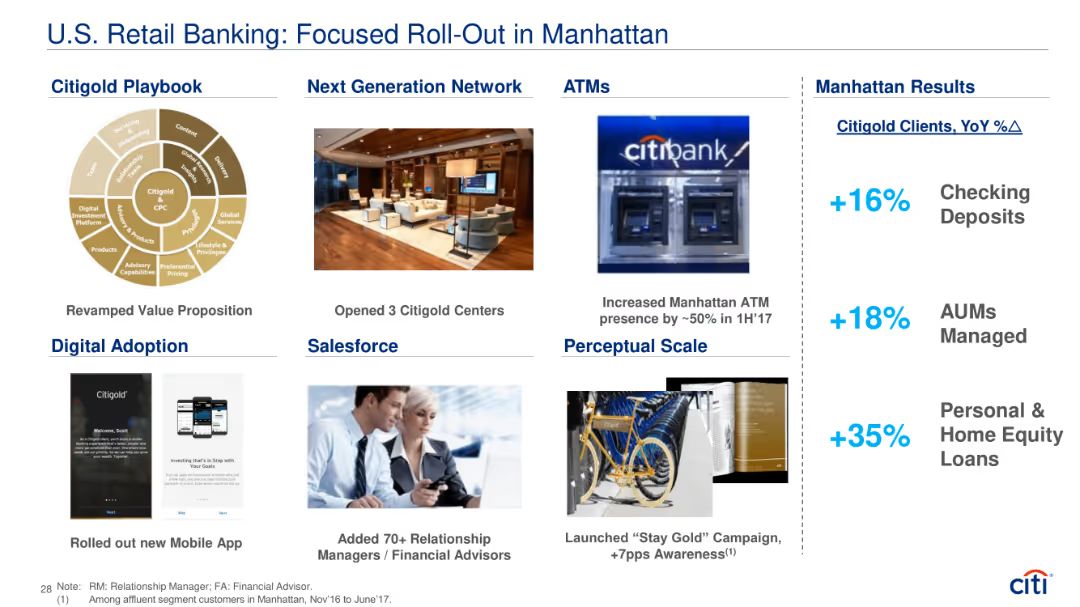 U.S. Retail Banking: Focused Roll-Out in Manhattan
Citigold Playbook
Servicing
&
Onboarding
Content
Team
Relationship
Team
Global Research
&
Insights
Delivery
Citigold
&
CPC
Digital
Investment
Platform
Advisory & Products
Privileges
Global
Services
Products
Lifestyle &
Privileges
Advisory
Capabilities
Preferential
Pricing
Revamped Value Proposition
Next Generation Network
Opened 3 Citigold Centers
ATMs
citibank
Increased Manhattan ATM
presence by ~50% in 1H'17
Digital Adoption
Citigold®
Welcome, Scott
Next
Investing that's in Step with
Your Goals
Skip
Next
Rolled out new Mobile App
Salesforce
Added 70+ Relationship
Managers / Financial Advisors
Perceptual Scale
Launched “Stay Gold” Campaign,
+7pps Awareness(1)
Manhattan Results
Citigold Clients, YoY %△
+16% Checking
Deposits
+18% AUMs
Managed
+35% Personal &
Home Equity
Loans
28 Note: RM: Relationship Manager; FA: Financial Advisor.
(1) Among affluent segment customers in Manhattan, Nov'16 to June'17.
citi®